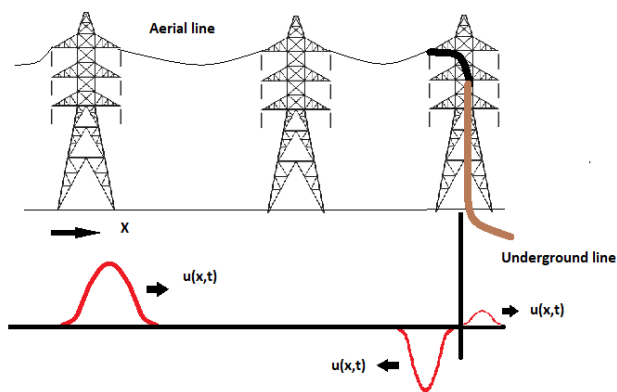 Aerial line
X
Underground line
u(x,t)
u(x,t)
u(x,t)